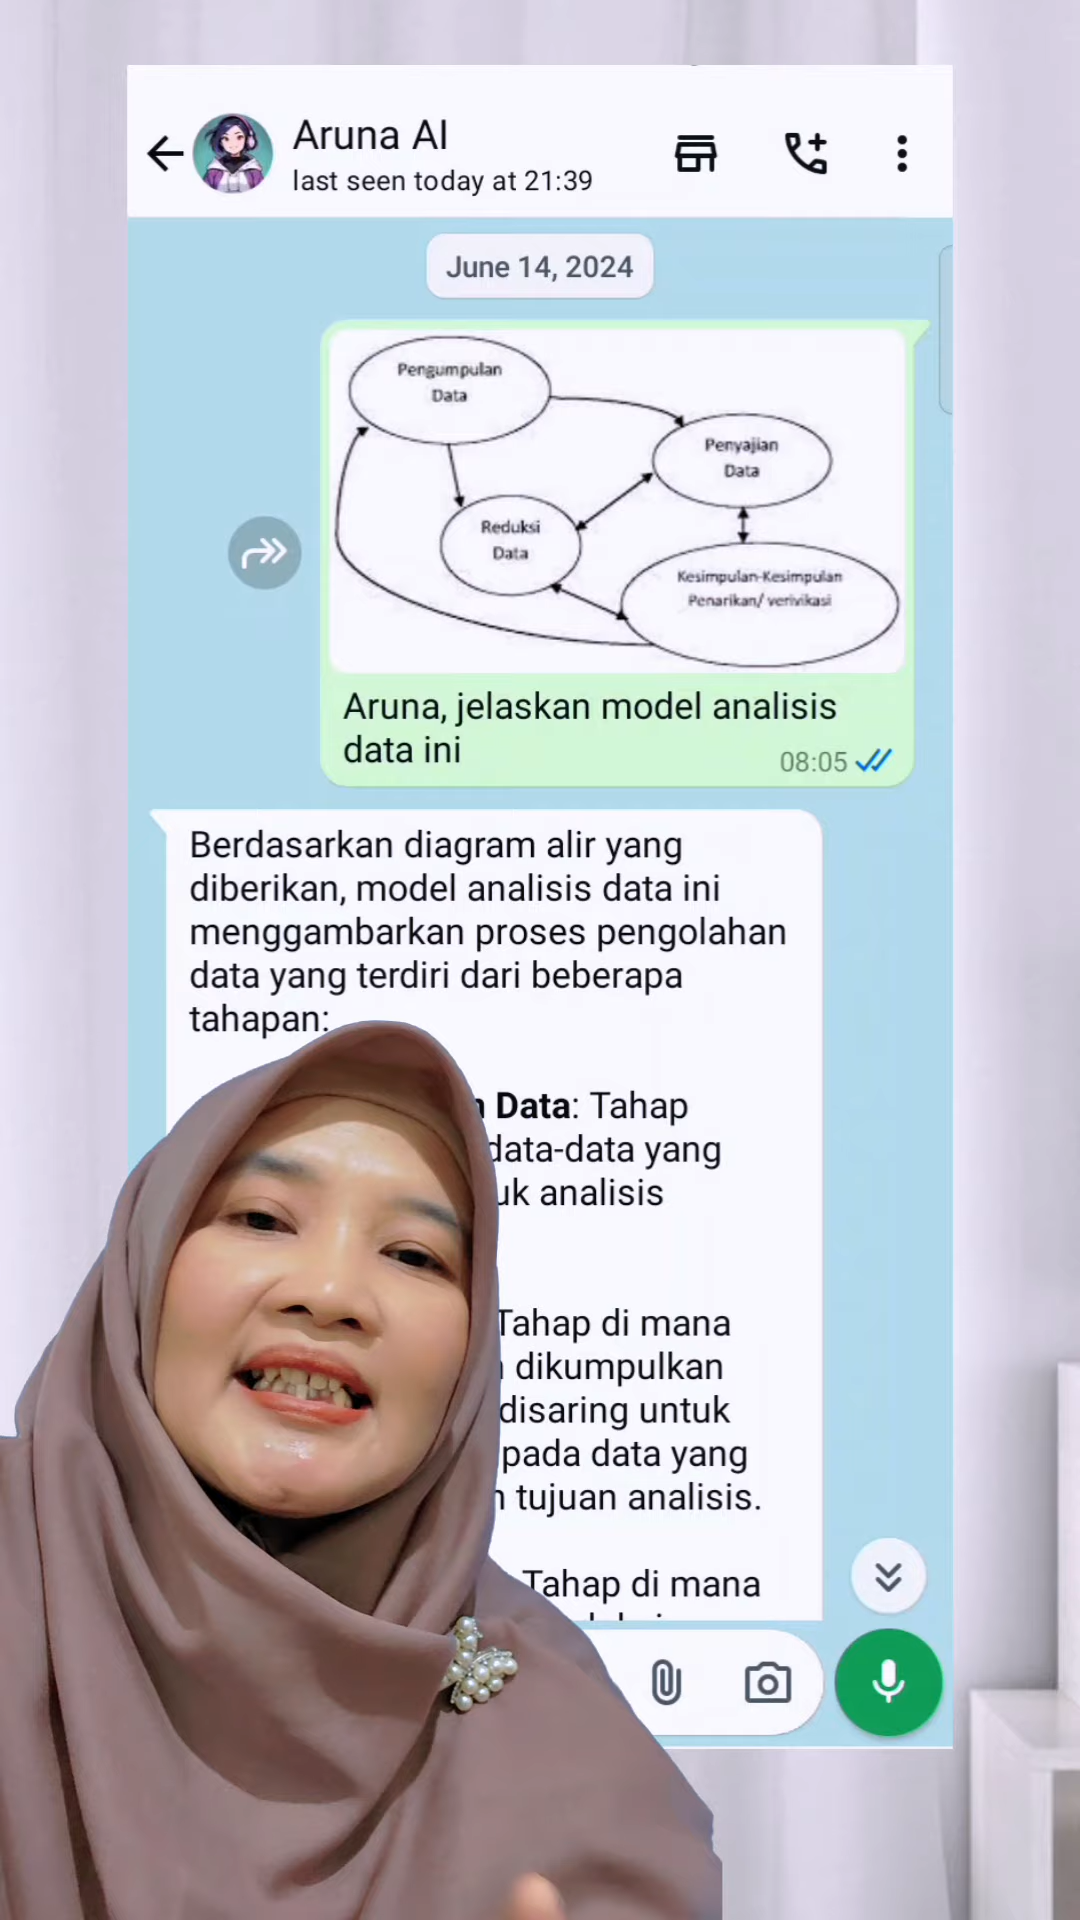 Aruna AI
last seen today at 21:39
June 14, 2024
Pengumpulan
Data
Penyajian
Data
Reduksi
Data
Kesimpulan-Kesimpulan
Penarikan/ verivikasi
Aruna, jelaskan model analisis
data ini
08:05
Berdasarkan diagram alir yang
diberikan, model analisis data ini
menggambarkan proses pengolahan
data yang terdiri dari beberapa
tahapan:
Data: Tahap
data-data yang
analisis
Tahap di mana
dikumpulkan
disaring untuk
pada data yang
tujuan analisis.
Tahap di mana